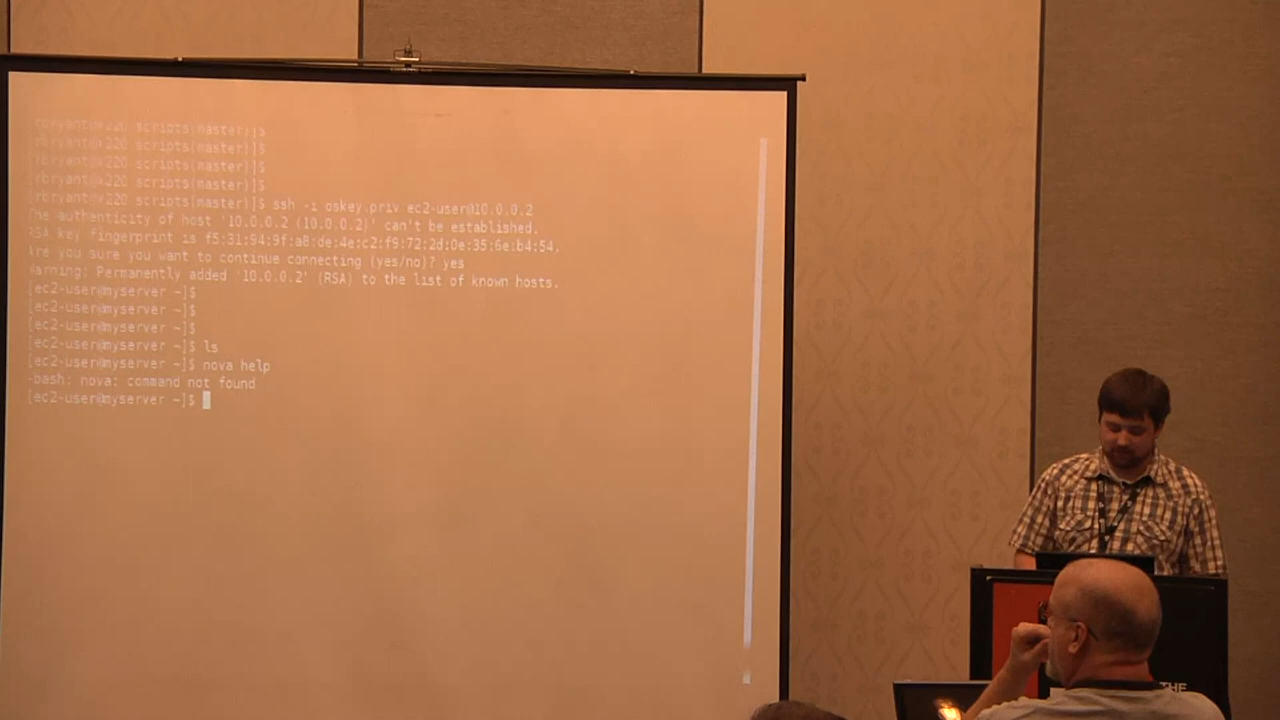 [rbryant@x220 scripts(master)]$
[rbryant@x220 scripts(master)]$
[rbryant@x220 scripts(master)]$
[rbryant@x220 scripts(master)]$
[rbryant@x220 scripts(master)]$ ssh -i oskey.priv ec2-user@10.0.0.2
The authenticity of host '10.0.0.2 (10.0.0.2)' can't be established.
RSA key fingerprint is f5:31:94:9f:a8:de:4e:c2:f9:72:2d:0e:35:6e:b4:54.
Are you sure you want to continue connecting (yes/no)? yes
Warning: Permanently added '10.0.0.2' (RSA) to the list of known hosts.
[ec2-user@myserver ~]$
[ec2-user@myserver ~]$
[ec2-user@myserver ~]$
[ec2-user@myserver ~]$ ls
[ec2-user@myserver ~]$ nova help
-bash: nova: command not found
[ec2-user@myserver ~]$
THE